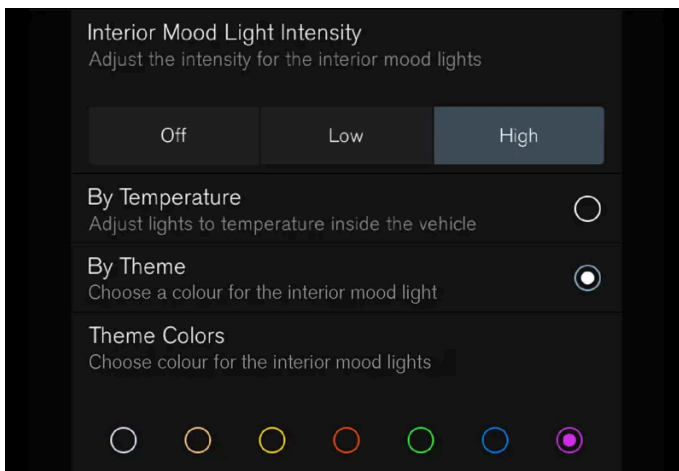 Interior Mood Light Intensity
Adjust the intensity for the interior mood lights
Off Low High
By Temperature
Adjust lights to temperature inside the vehicle
By Theme
Choose a colour for the interior mood light
Theme Colors
Choose colour for the interior mood lights